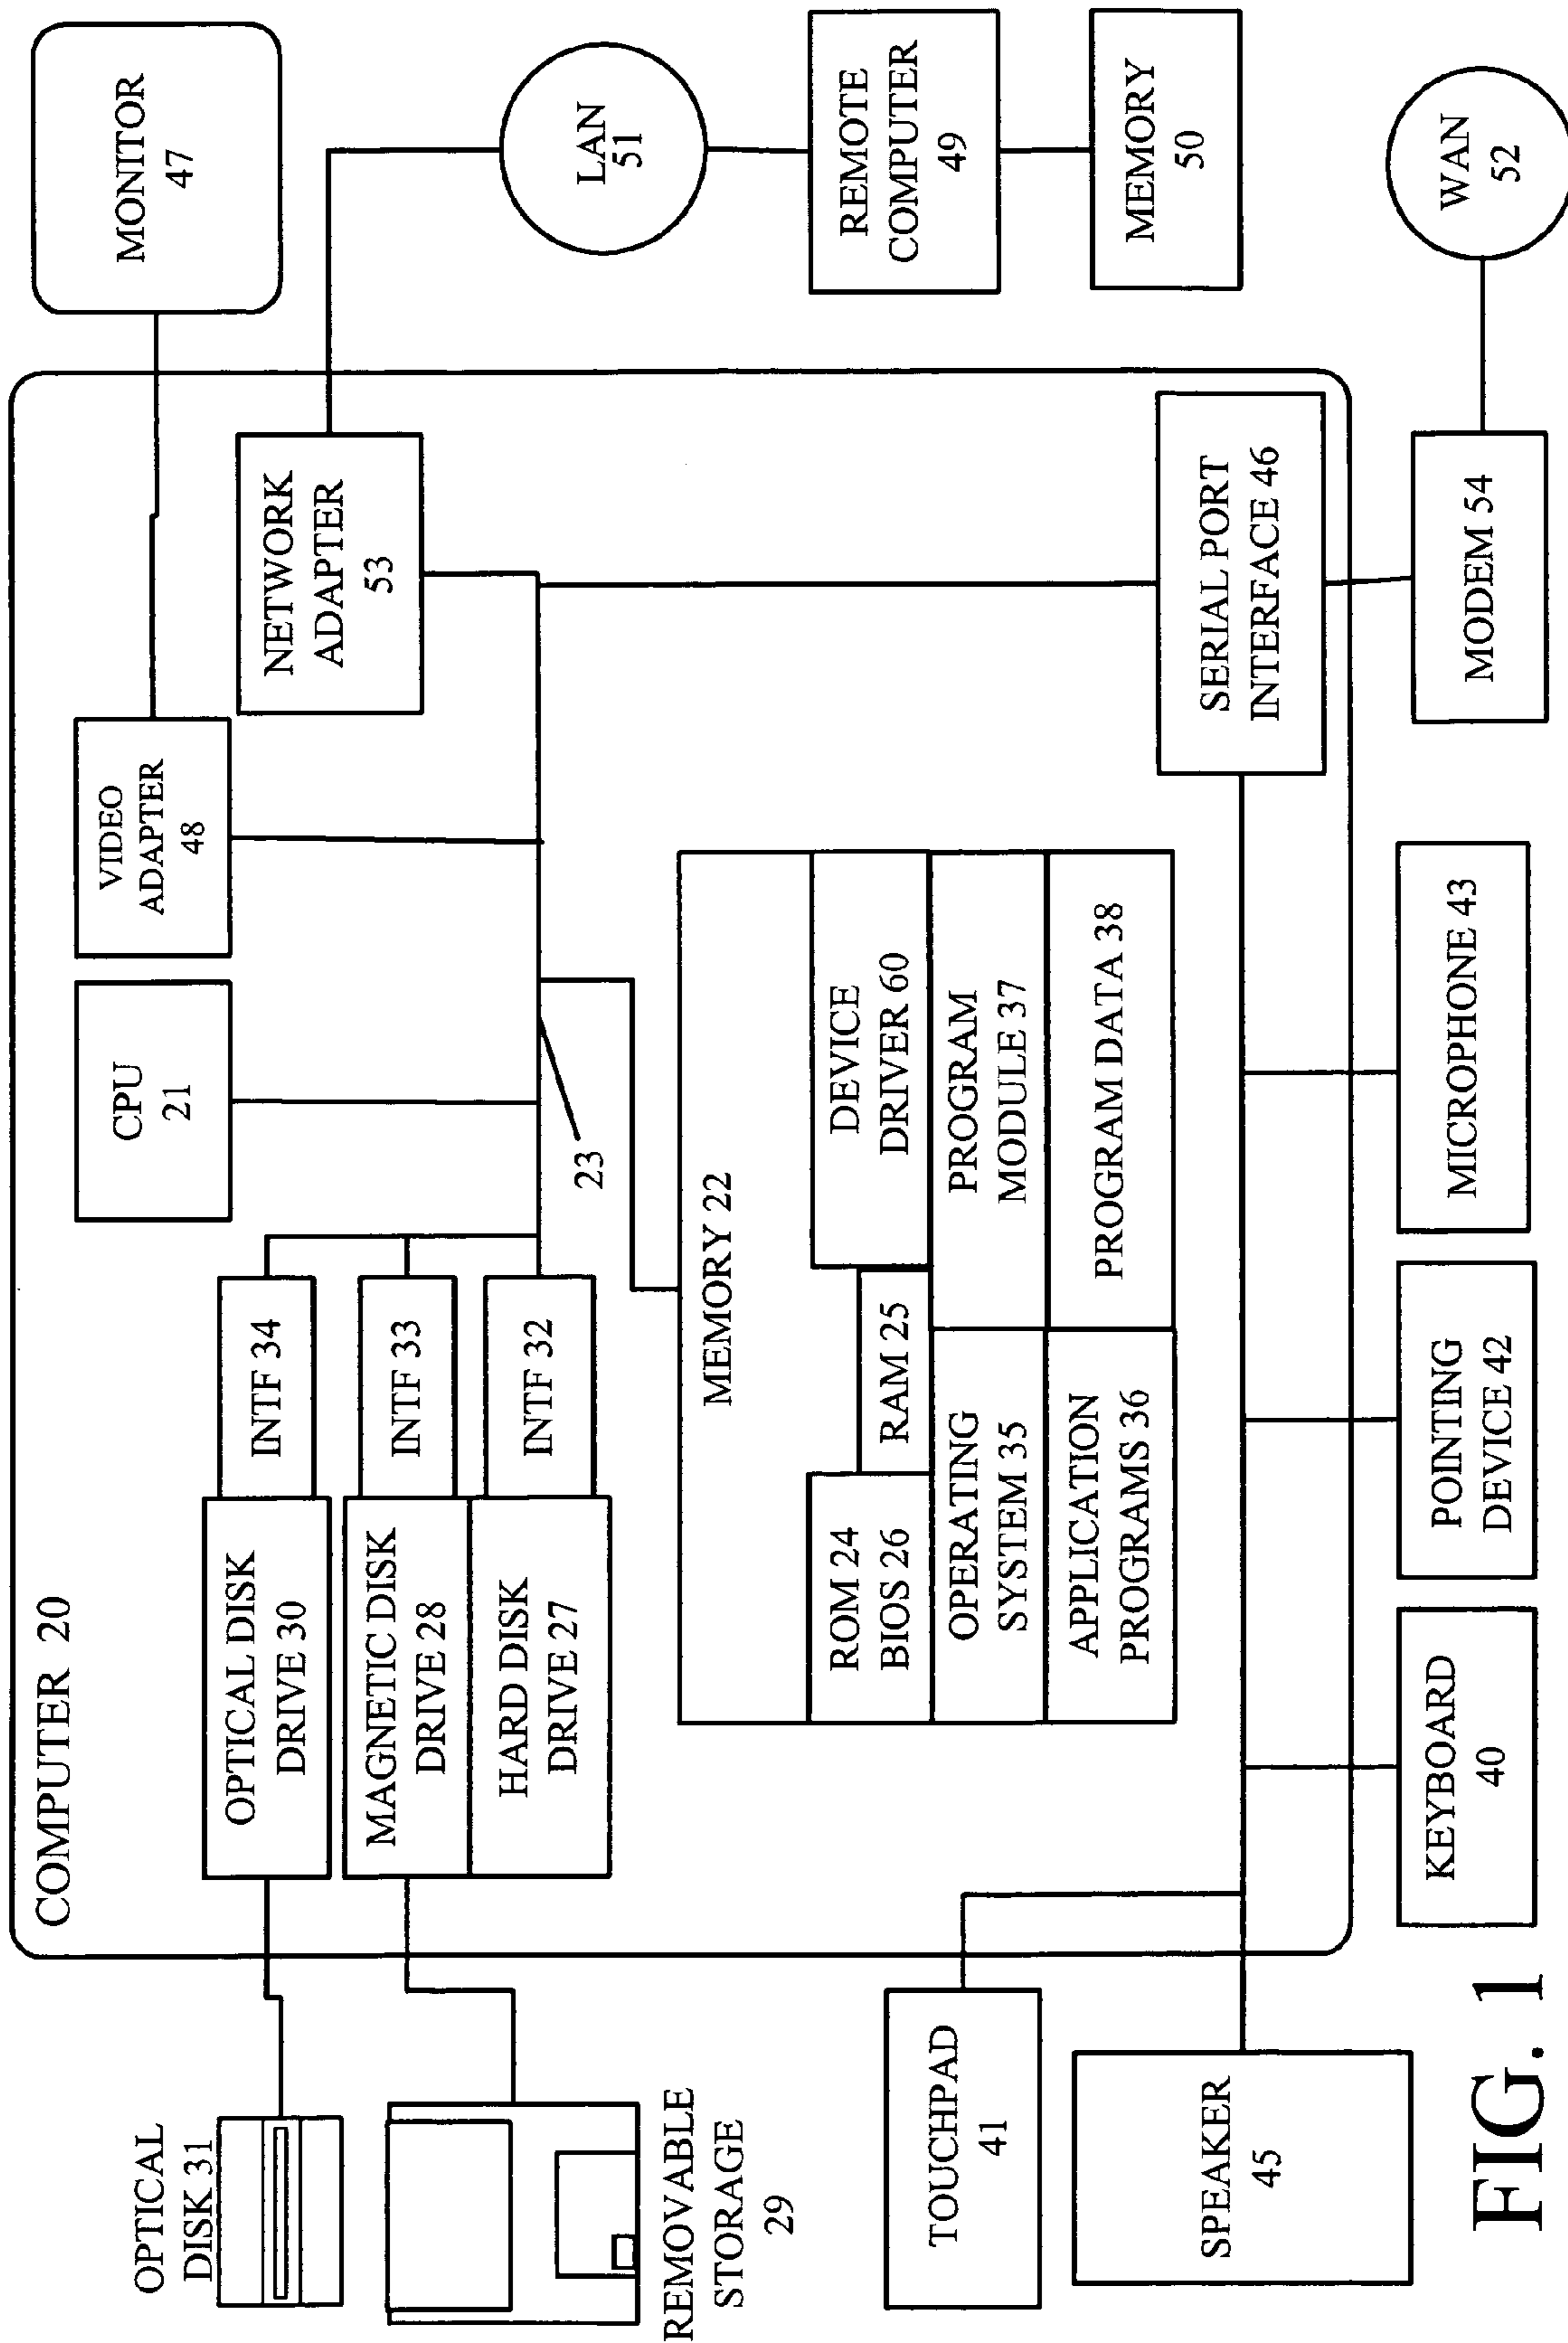 COMPUTER 20
MONITOR
47
VIDEO
ADAPTER
48
CPU
21
OPTICAL
DISK 31
OPTICAL DISK
DRIVE 30
INTF 34
NETWORK
ADAPTER
53
MAGNETIC DISK
DRIVE 28
INTF 33
HARD DISK
DRIVE 27
INTF 32
23
LAN
51
REMOVABLE
STORAGE
29
MEMORY 22
ROM 24
BIOS 26
RAM 25
DEVICE
DRIVER 60
OPERATING
SYSTEM 35
PROGRAM
MODULE 37
APPLICATION
PROGRAMS 36
PROGRAM DATA 38
REMOTE
COMPUTER
49
MEMORY
50
TOUCHPAD
41
SPEAKER
45
SERIAL PORT
INTERFACE 46
KEYBOARD
40
POINTING
DEVICE 42
MICROPHONE 43
MODEM 54
WAN
52
FIG. 1